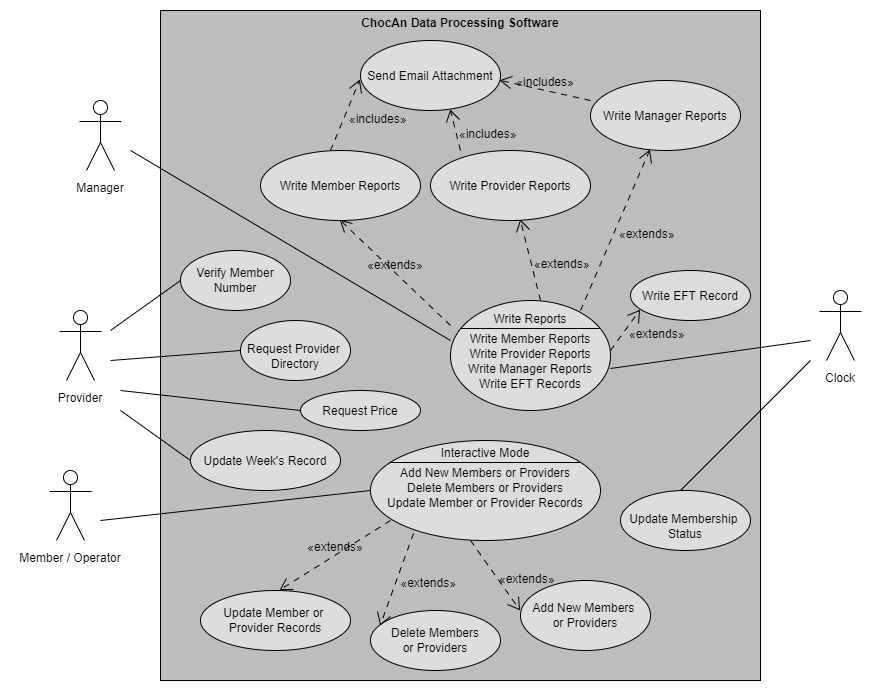 ChocAn Data Processing Software
Send Email Attachment
«includes»
Write Manager Reports
«includes»
«includes»
Manager
Write Member Reports
Write Provider Reports
«extends»
«extends»
«extends»
Verify Member
Number
Write EFT Record
Write Reports
Write Member Reports
Write Provider Reports
Write Manager Reports
Write EFT Records
«extends»
Request Provider
Directory
Provider
Clock
Request Price
Update Week's Record
Interactive Mode
Add New Members or Providers
Delete Members or Providers
Update Member or Provider Records
Update Membership
Status
Member / Operator
«extends»
«extends»
«extends»
Update Member or
Provider Records
Delete Members
or Providers
Add New Members
or Providers